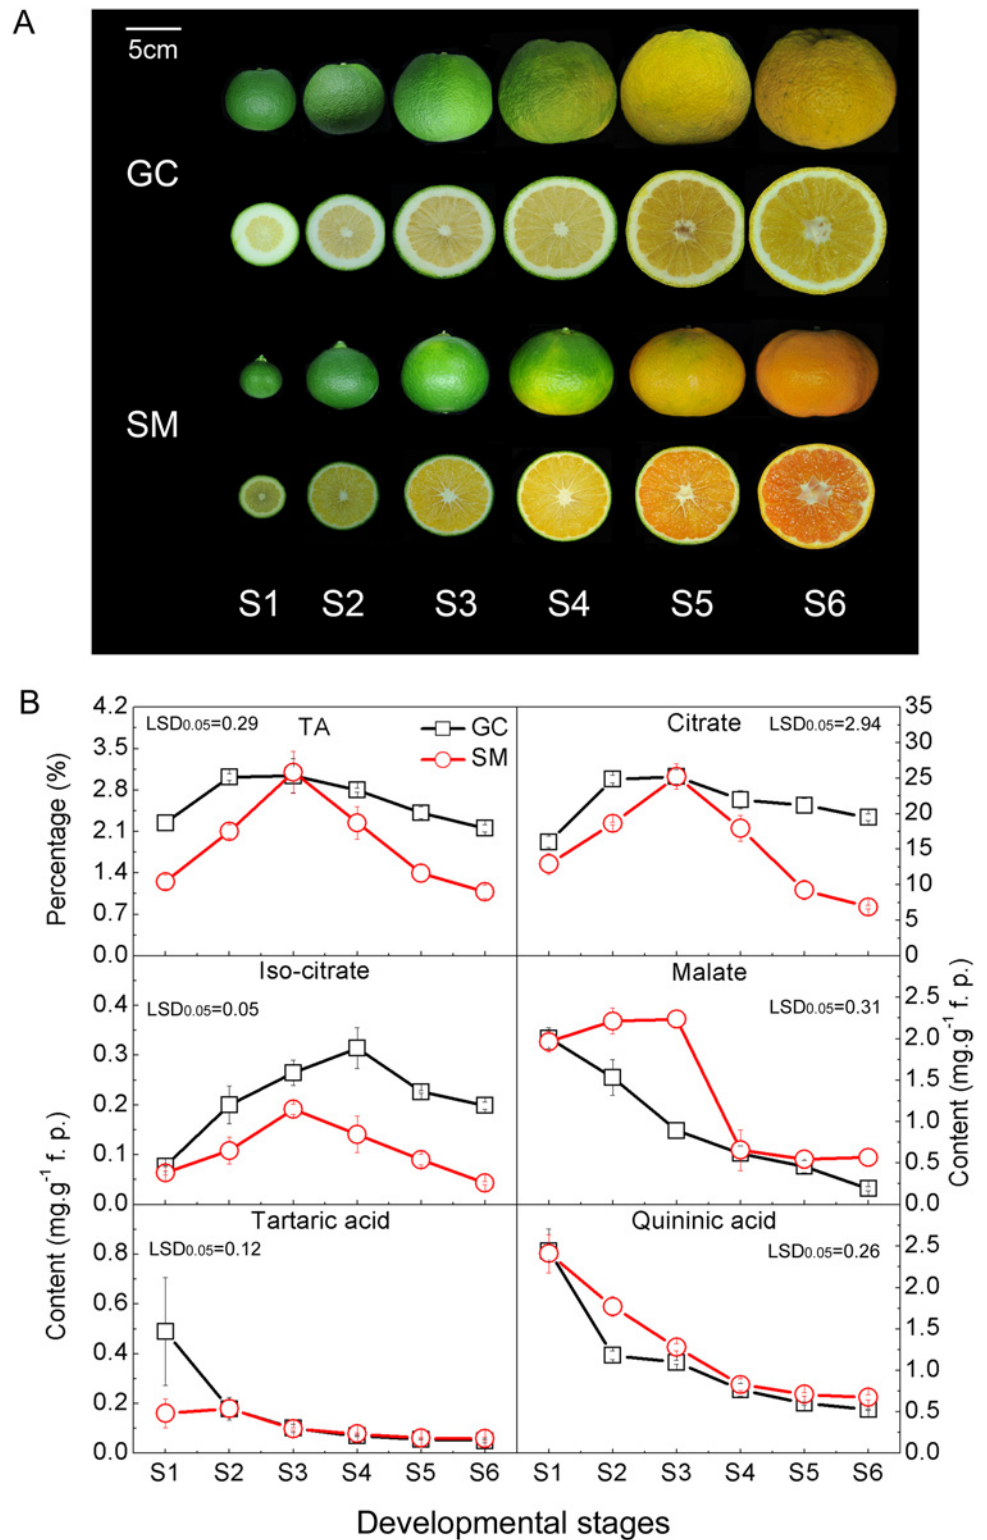 A
5cm
GC
SM
S1 S2 S3 S4 S5 S6
B
LSD0.05=0.29 TA GC
SM
Citrate LSD0.05=2.94
Percentage (%)
4.2
3.5
2.8
2.1
1.4
0.7
0.0
35
30
25
20
15
10
5
0
Iso-citrate
LSD0.05=0.05
0.4
0.3
0.2
0.1
0.0
Malate
LSD0.05=0.31
2.5
2.0
1.5
1.0
0.5
0.0
Content (mg.g-1 f. p.)
Content (mg.g-1 f. p.)
Tartaric acid
LSD0.05=0.12
0.8
0.6
0.4
0.2
0.0
Quininic acid
LSD0.05=0.26
2.5
2.0
1.5
1.0
0.5
0.0
S1 S2 S3 S4 S5 S6 S1 S2 S3 S4 S5 S6
Developmental stages